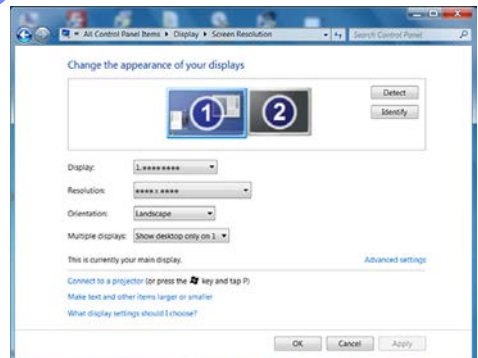 All Control Panel Items ▸ Display ▸ Screen Resolution
Search Control Panel
Change the appearance of your displays
1
2
Detect
Identify
Display: 1.********
Resolution: **** x ****
Orientation: Landscape
Multiple displays: Show desktop only on 1
This is currently your main display. Advanced settings
Connect to a projector (or press the key and tap P)
Make text and other items larger or smaller
What display settings should I choose?
OK Cancel Apply